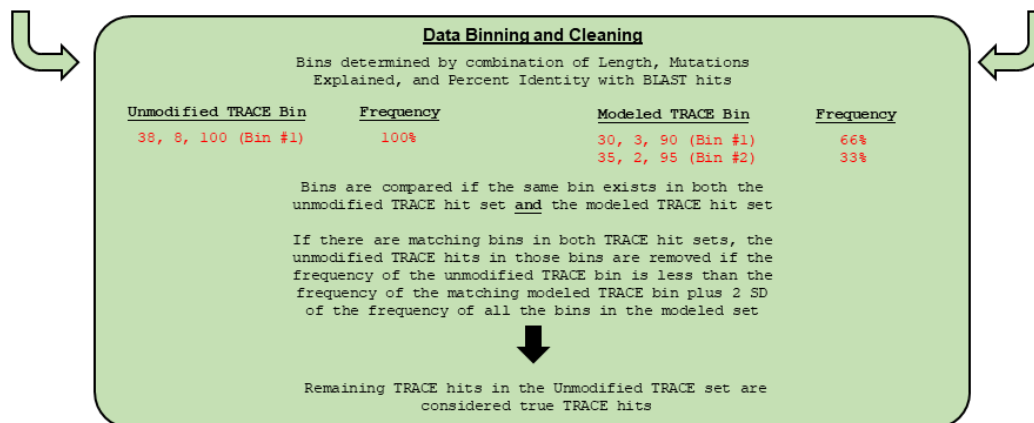 Data Binning and Cleaning
Bins determined by combination of Length, Mutations
Explained, and Percent Identity with BLAST hits
Unmodified TRACE Bin Frequency Modeled TRACE Bin Frequency
38, 8, 100 (Bin #1) 100% 30, 3, 90 (Bin #1) 66%
35, 2, 95 (Bin #2) 33%
Bins are compared if the same bin exists in both the
unmodified TRACE hit set and the modeled TRACE hit set
If there are matching bins in both TRACE hit sets, the
unmodified TRACE hits in those bins are removed if the
frequency of the unmodified TRACE bin is less than the
frequency of the matching modeled TRACE bin plus 2 SD
of the frequency of all the bins in the modeled set
Remaining TRACE hits in the Unmodified TRACE set are
considered true TRACE hits